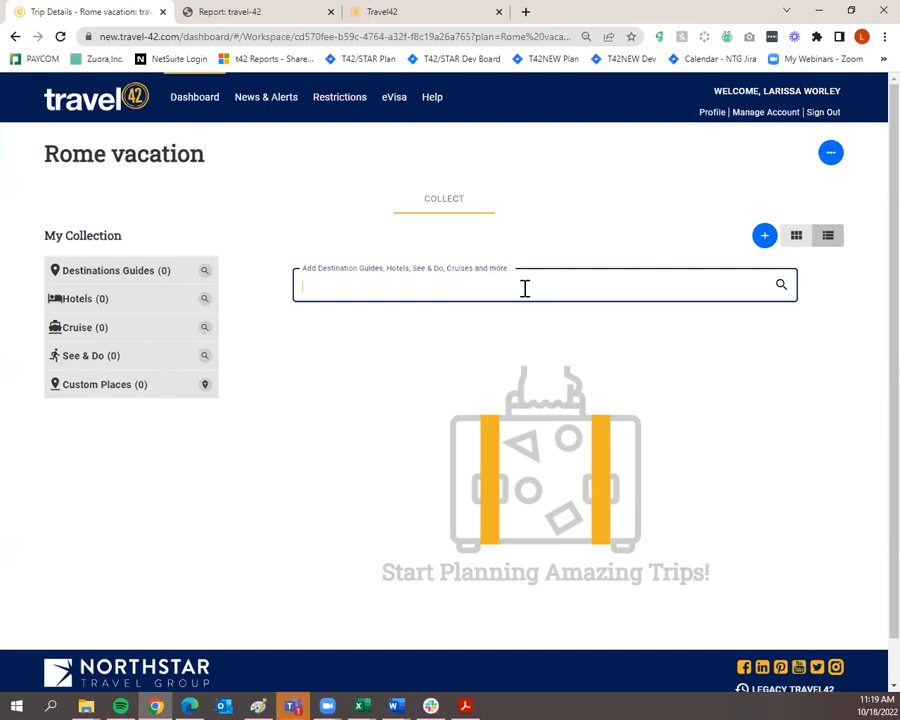 Trip Details - Rome vacation: trav
Report: travel-42
Travel42
new.travel-42.com/dashboard/#/Workspace/cd570fee-b59c-4764-a32f-f8c19a26a765?plan=Rome%20vaca...
PAYCOM
Zuora,Inc.
NetSuite Login
t42 Reports - Share...
T42/STAR Plan
T42/STAR Dev Board
T42NEW Plan
T42NEW Dev
Calendar - NTG Jira
My Webinars - Zoom
travel 42
Dashboard
News & Alerts
Restrictions
eVisa
Help
WELCOME, LARISSA WORLEY
Profile | Manage Account | Sign Out
Rome vacation
COLLECT
My Collection
Destinations Guides (0)
Hotels (0)
Cruise (0)
See & Do (0)
Custom Places (0)
Add Destination Guides, Hotels, See & Do, Cruises and more...
Start Planning Amazing Trips!
NORTHSTAR
TRAVEL GROUP
LEGACY TRAVEL42
11:19 AM
10/18/2022